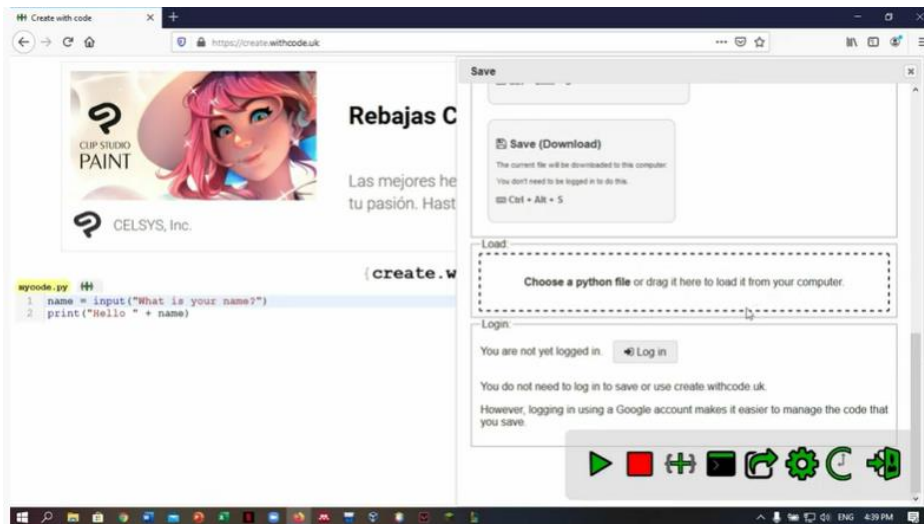 Create with code
https://create.withcode.uk
CLIP STUDIO
PAINT
Rebajas C
Las mejores he
tu pasión. Hast
CELSYS, Inc.
{create.w
mycode.py
1 name = input("What is your name?")
2 print("Hello " + name)
Save
Save (Download)
The current file will be downloaded to this computer.
You don't need to be logged in to do this.
Ctrl + Alt + S
Load:
Choose a python file or drag it here to load it from your computer.
Login:
You are not yet logged in. Log in
You do not need to log in to save or use create.withcode.uk.
However, logging in using a Google account makes it easier to manage the code that
you save.
ENG 4:39 PM